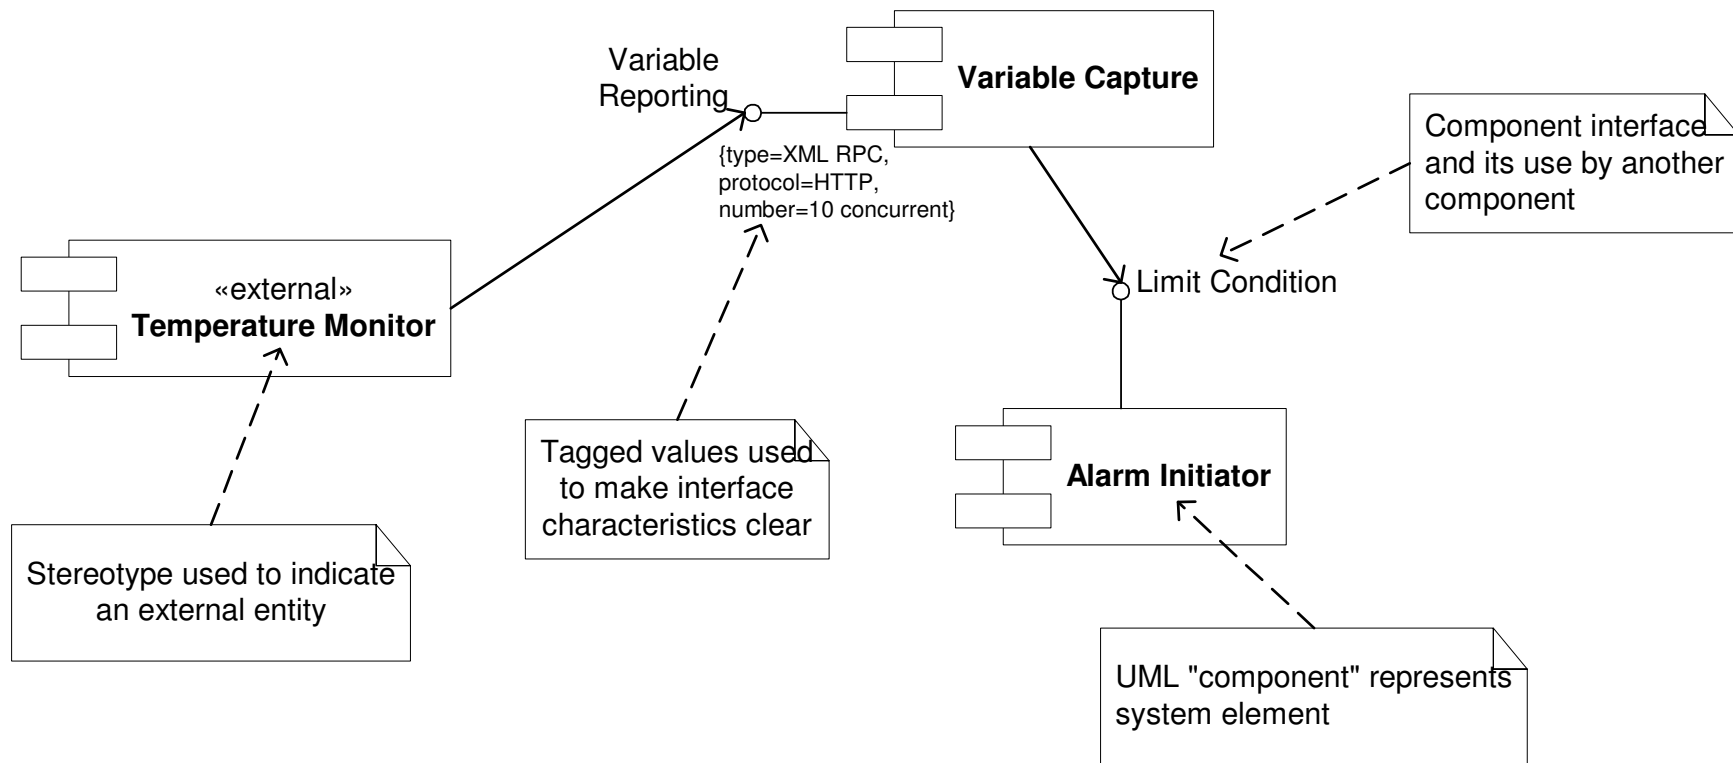 Variable
Reporting
Variable Capture
{type=XML RPC,
protocol=HTTP,
number=10 concurrent}
Component interface
and its use by another
component
«external»
Temperature Monitor
Limit Condition
Tagged values used
to make interface
characteristics clear
Alarm Initiator
Stereotype used to indicate
an external entity
UML "component" represents
system element